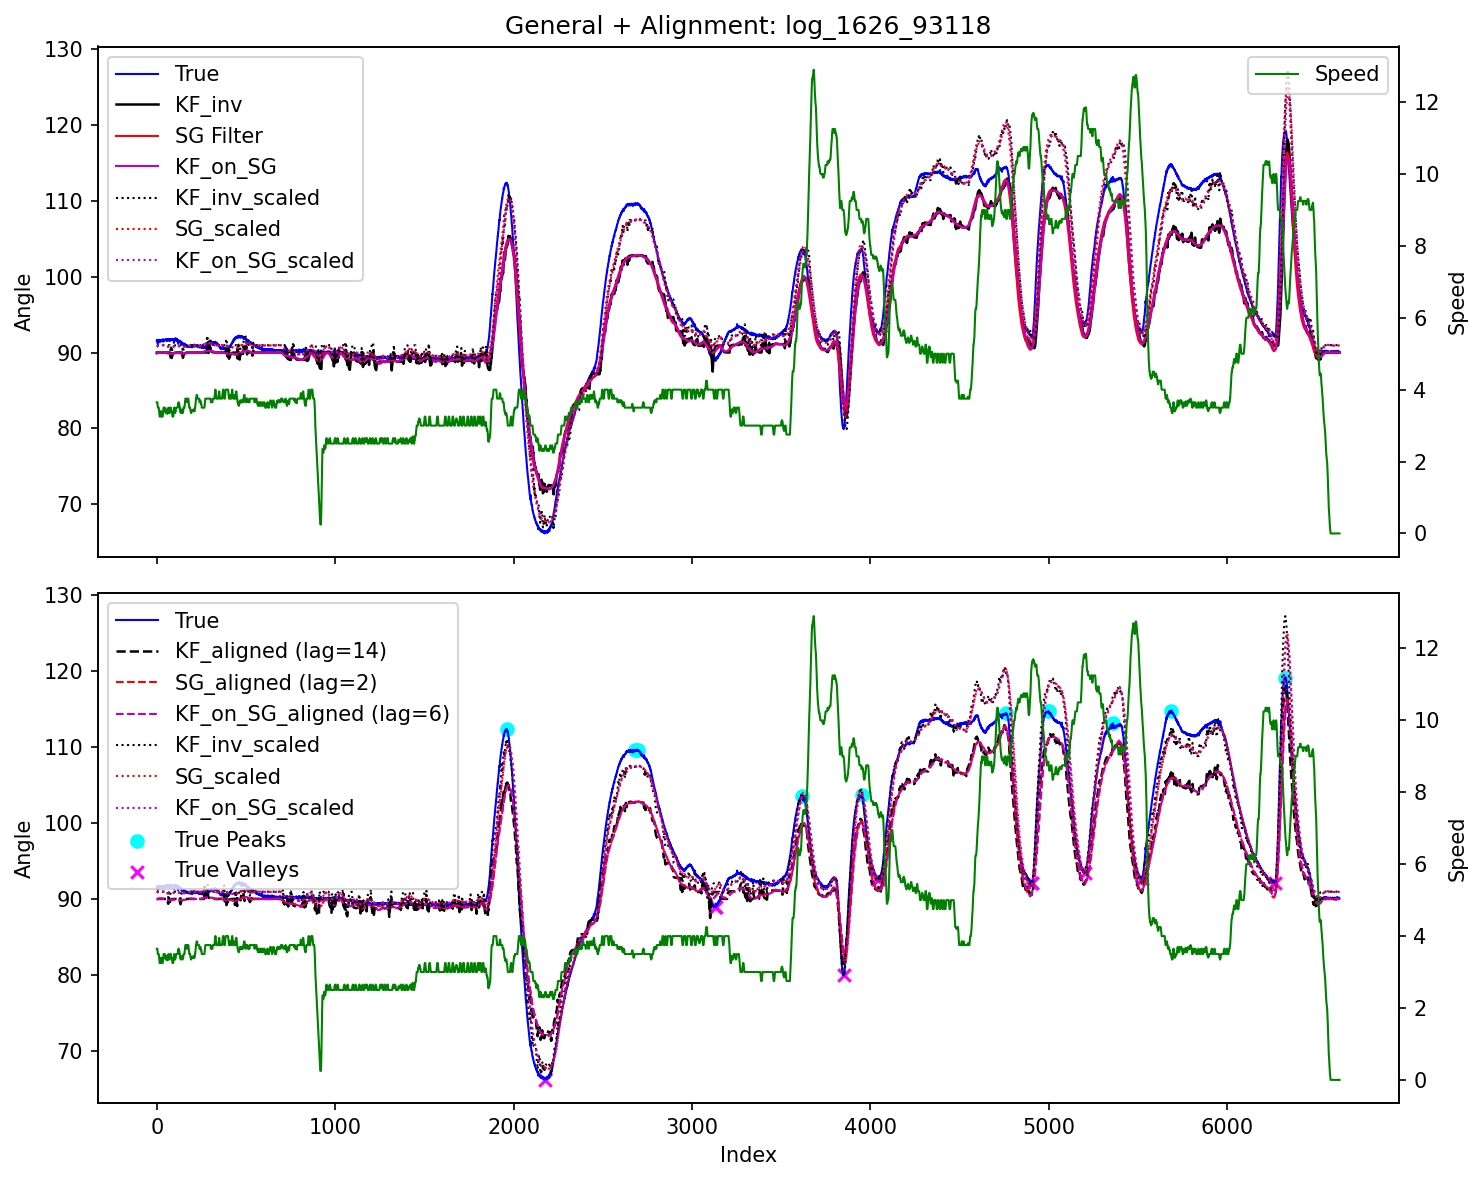 General + Alignment: log_1626_93118
130
120
110
100
90
80
70
Angle
True
KF_inv
SG Filter
KF_on_SG
KF_inv_scaled
SG_scaled
KF_on_SG_scaled
Speed
12
10
8
6
4
2
0
Speed
130
120
110
100
90
80
70
Angle
True
KF_aligned (lag=14)
SG_aligned (lag=2)
KF_on_SG_aligned (lag=6)
KF_inv_scaled
SG_scaled
KF_on_SG_scaled
True Peaks
True Valleys
12
10
8
6
4
2
0
Speed
0 1000 2000 3000 4000 5000 6000
Index